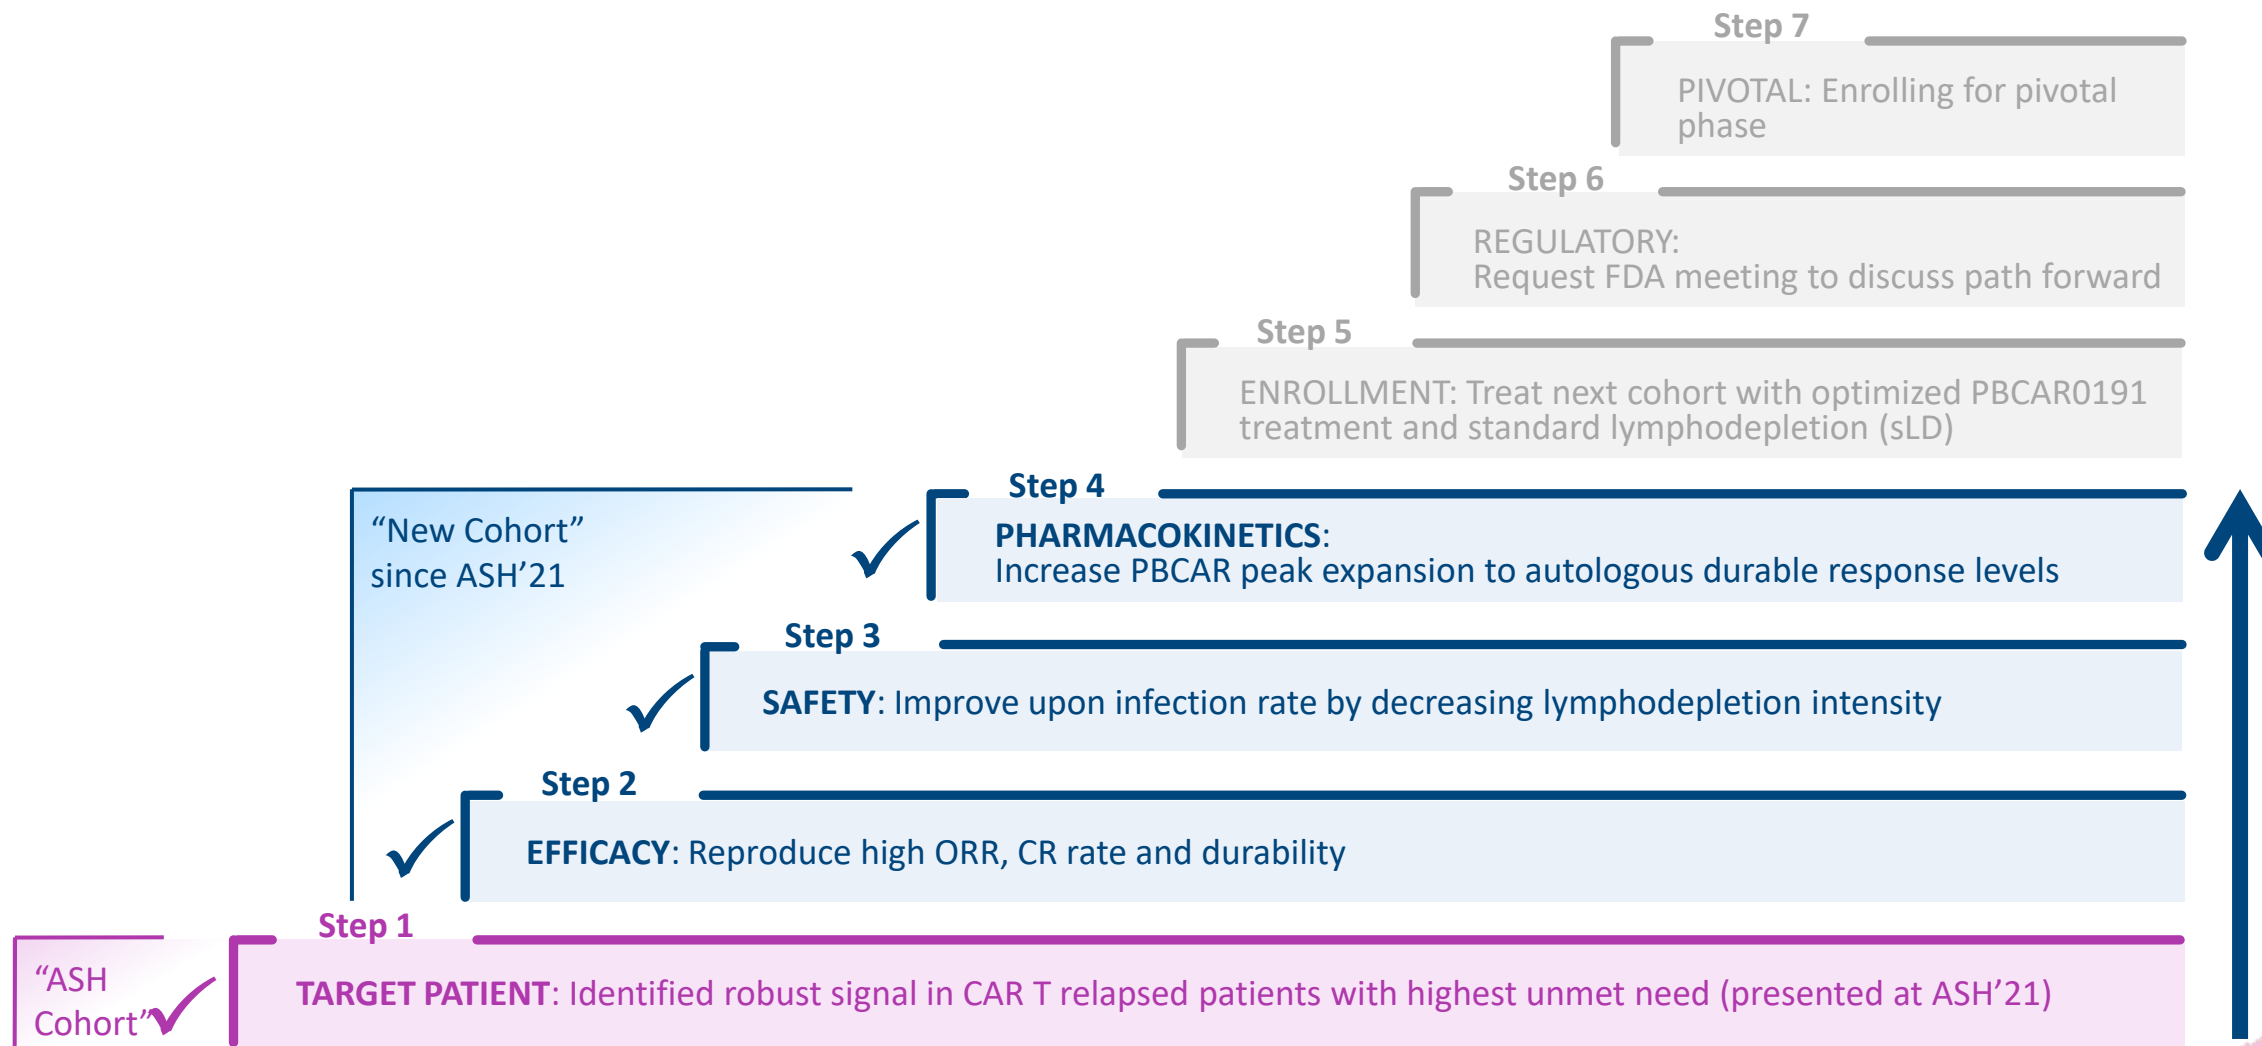 Step 7
PIVOTAL: Enrolling for pivotal
phase
Step 6
REGULATORY:
Request FDA meeting to discuss path forward
Step 5
ENROLLMENT: Treat next cohort with optimized PBCAR0191
treatment and standard lymphodepletion (sLD)
“New Cohort”
since ASH’21
Step 4
PHARMACOKINETICS:
Increase PBCAR peak expansion to autologous durable response levels
Step 3
SAFETY: Improve upon infection rate by decreasing lymphodepletion intensity
Step 2
EFFICACY: Reproduce high ORR, CR rate and durability
“ASH
Cohort”
Step 1
TARGET PATIENT: Identified robust signal in CAR T relapsed patients with highest unmet need (presented at ASH’21)